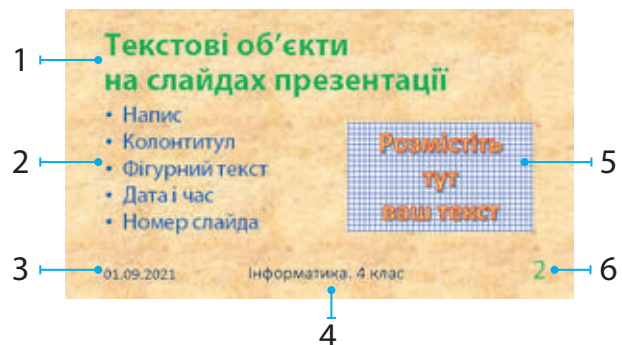 Текстові об’єкти
на слайдах презентації
• Напис
• Колонтитул
• Фігурний текст
• Дата і час
• Номер слайда
Розмістіть
тут
ваш текст
01.09.2021
Інформатика. 4 клас
2
1
2
3
4
5
6